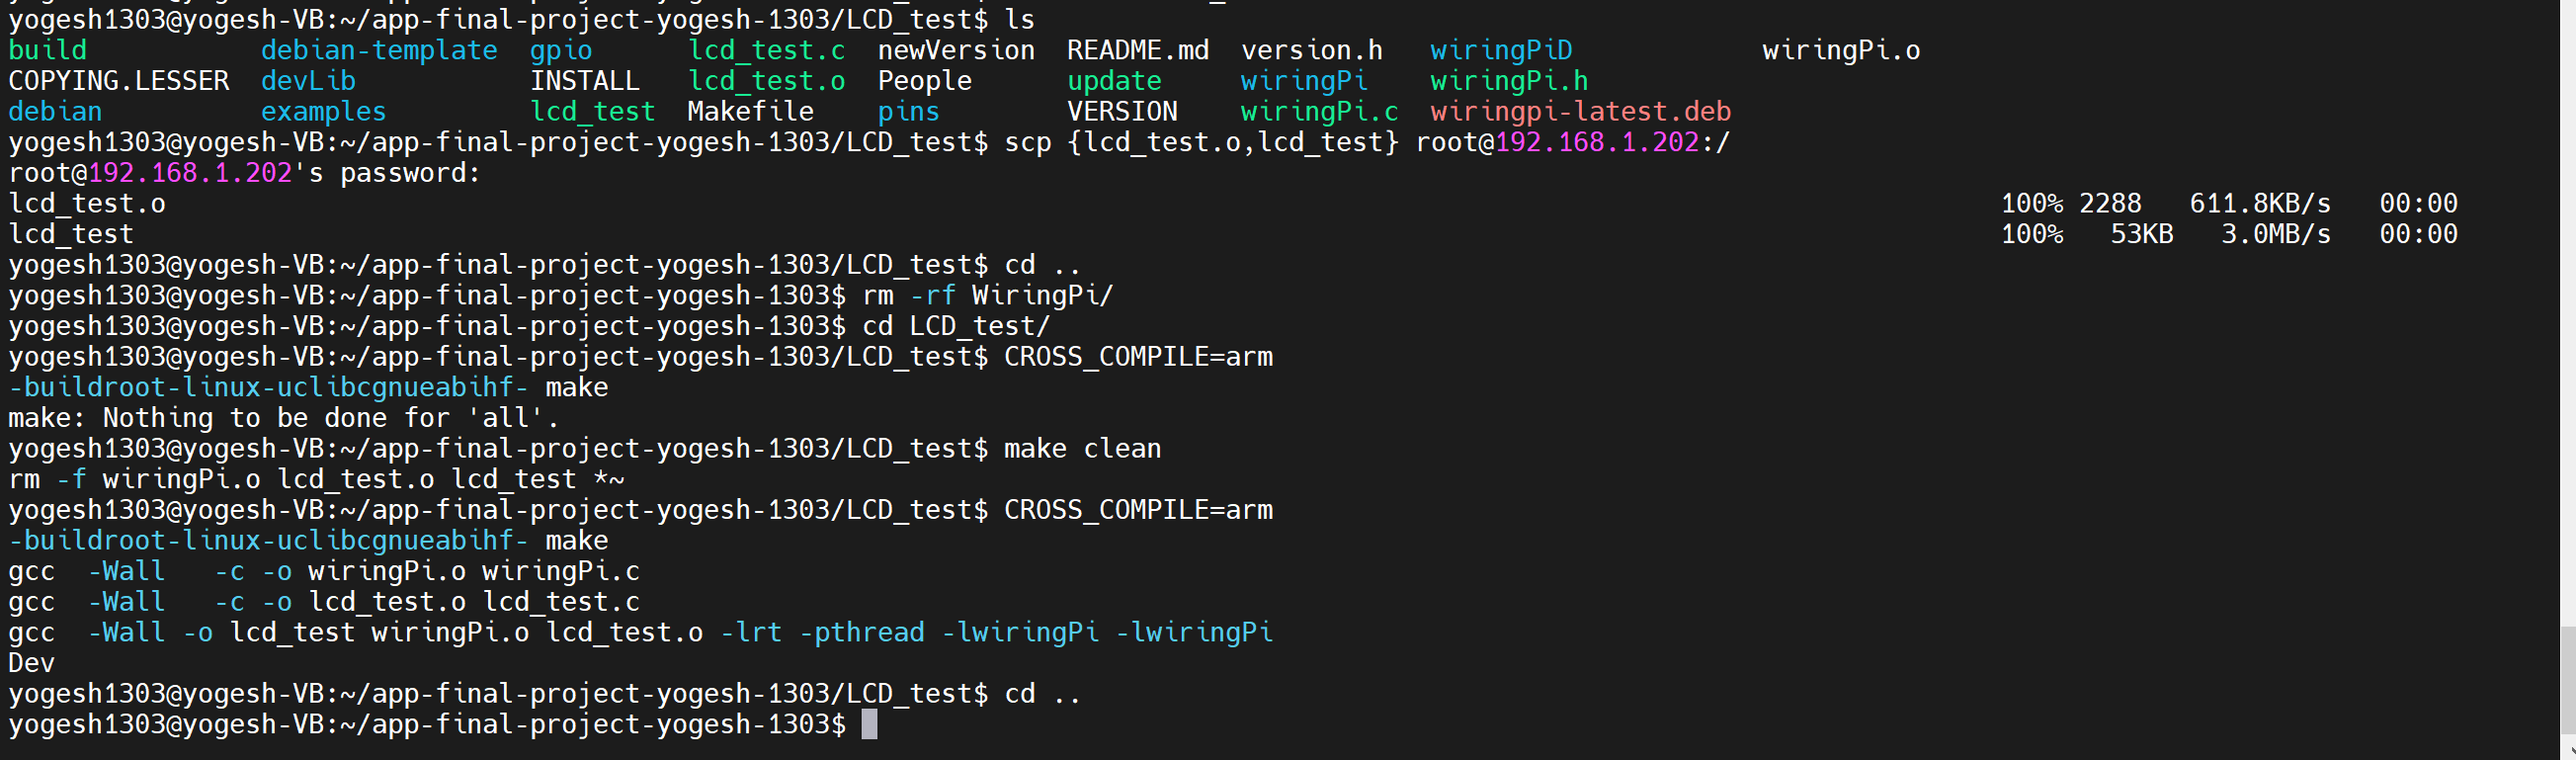 yogesh1303@yogesh-VB:~/app-final-project-yogesh-1303/LCD_test$ ls
build           debian-template  gpio      lcd_test.c  newVersion  README.md  version.h  wiringPiD            wiringPi.o
COPYING.LESSER  devLib           INSTALL   lcd_test.o  People      update     wiringPi   wiringPi.h
debian          examples         lcd_test  Makefile    pins        VERSION    wiringPi.c  wiringpi-latest.deb
yogesh1303@yogesh-VB:~/app-final-project-yogesh-1303/LCD_test$ scp {lcd_test.o,lcd_test} root@192.168.1.202:/
root@192.168.1.202's password:
lcd_test.o 100% 2288 611.8KB/s 00:00
lcd_test 100% 53KB 3.0MB/s 00:00
yogesh1303@yogesh-VB:~/app-final-project-yogesh-1303/LCD_test$ cd ..
yogesh1303@yogesh-VB:~/app-final-project-yogesh-1303$ rm -rf WiringPi/
yogesh1303@yogesh-VB:~/app-final-project-yogesh-1303$ cd LCD_test/
yogesh1303@yogesh-VB:~/app-final-project-yogesh-1303/LCD_test$ CROSS_COMPILE=arm
-buildroot-linux-uclibcgnueabihf- make
make: Nothing to be done for 'all'.
yogesh1303@yogesh-VB:~/app-final-project-yogesh-1303/LCD_test$ make clean
rm -f wiringPi.o lcd_test.o lcd_test *~
yogesh1303@yogesh-VB:~/app-final-project-yogesh-1303/LCD_test$ CROSS_COMPILE=arm
-buildroot-linux-uclibcgnueabihf- make
gcc  -Wall   -c -o wiringPi.o wiringPi.c
gcc  -Wall   -c -o lcd_test.o lcd_test.c
gcc  -Wall -o lcd_test wiringPi.o lcd_test.o -lrt -pthread -lwiringPi -lwiringPi
Dev
yogesh1303@yogesh-VB:~/app-final-project-yogesh-1303/LCD_test$ cd ..
yogesh1303@yogesh-VB:~/app-final-project-yogesh-1303$